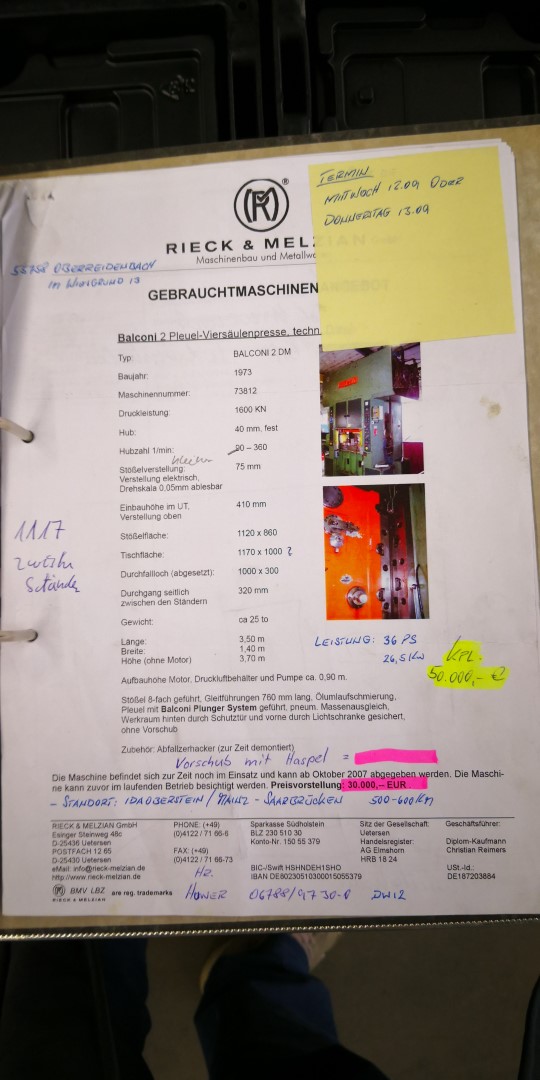 TERMIN
MITTWOCH 12.09 ODER
DONNERSTAG 13.09
®
RIECK & MELZ
Maschinenbau und Metallwa
55758 OBERREIDENBACH
IM WIESGRUND 13
GEBRAUCHTMASCHINEN
Balconi 2 Pleuel-Viersäulenpresse, techn
Typ: BALCONI 2 DM
Baujahr: 1973
Maschinennummer: 73812
Druckleistung: 1600 KN
Hub: 40 mm, fest
Hubzahl 1/min: 90 – 360
Stößelverstellung: 75 mm
Verstellung elektrisch,
Drehskala 0,05mm ablesbar
Einbauhöhe im UT, 410 mm
Verstellung oben
Stößelfläche: 1120 x 860
1117
Tischfläche: 1170 x 1000 ?
Durchfallloch (abgesetzt): 1000 x 300
Ständer
Durchgang seitlich 320 mm
zwischen den Ständern
Gewicht: ca 25 to
Länge: 3,50 m
Breite: 1,40 m
Höhe (ohne Motor) 3,70 m
LEISTUNG: 36 PS
26,5 KW
KPL.
50.000,- €
Aufbauhöhe Motor, Druckluftbehälter und Pumpe ca. 0,90 m.
Stößel 8-fach geführt, Gleitführungen 760 mm lang, Ölumlaufschmierung,
Pleuel mit Balconi Plunger System geführt, pneum. Massenausgleich,
Werkraum hinten durch Schutztür und vorne durch Lichtschranke gesichert,
ohne Vorschub
Zubehör: Abfallzerhacker (zur Zeit demontiert)
Vorschub mit Haspel =
Die Maschine befindet sich zur Zeit noch im Einsatz und kann ab Oktober 2007 abgegeben werden. Die Maschi-
ne kann zuvor im laufenden Betrieb besichtigt werden. Preisvorstellung: 30.000,– EUR
- STANDORT: IDAOBERSTEIN / MAINZ - SAARBRÜCKEN 500-600 Km
RIECK & MELZIAN GmbH
Esinger Steinweg 48c
D-25436 Uetersen
POSTFACH 12 65
D-25430 Uetersen
eMail: info@rieck-melzian.de
http://www.rieck-melzian.de
PHONE: (+49)
(0)4122 / 71 66-6
FAX: (+49)
(0)4122 / 71 66-73
Sparkasse Südholstein
BLZ 230 510 30
Konto-Nr. 150 55 379
BIC-/Swift HSHNDEH1SHO
IBAN DE80230510300015055379
Sitz der Gesellschaft:
Uetersen
Handelsregister:
AG Elmshorn
HRB 18 24
Geschäftsführer:
Diplom-Kaufmann
Christian Reimers
USt.-Id.:
DE187203884
RIECK & MELZIAN
BMV LBZ are reg. trademarks
Hr.
HOWER 06788/9730-0 DW12